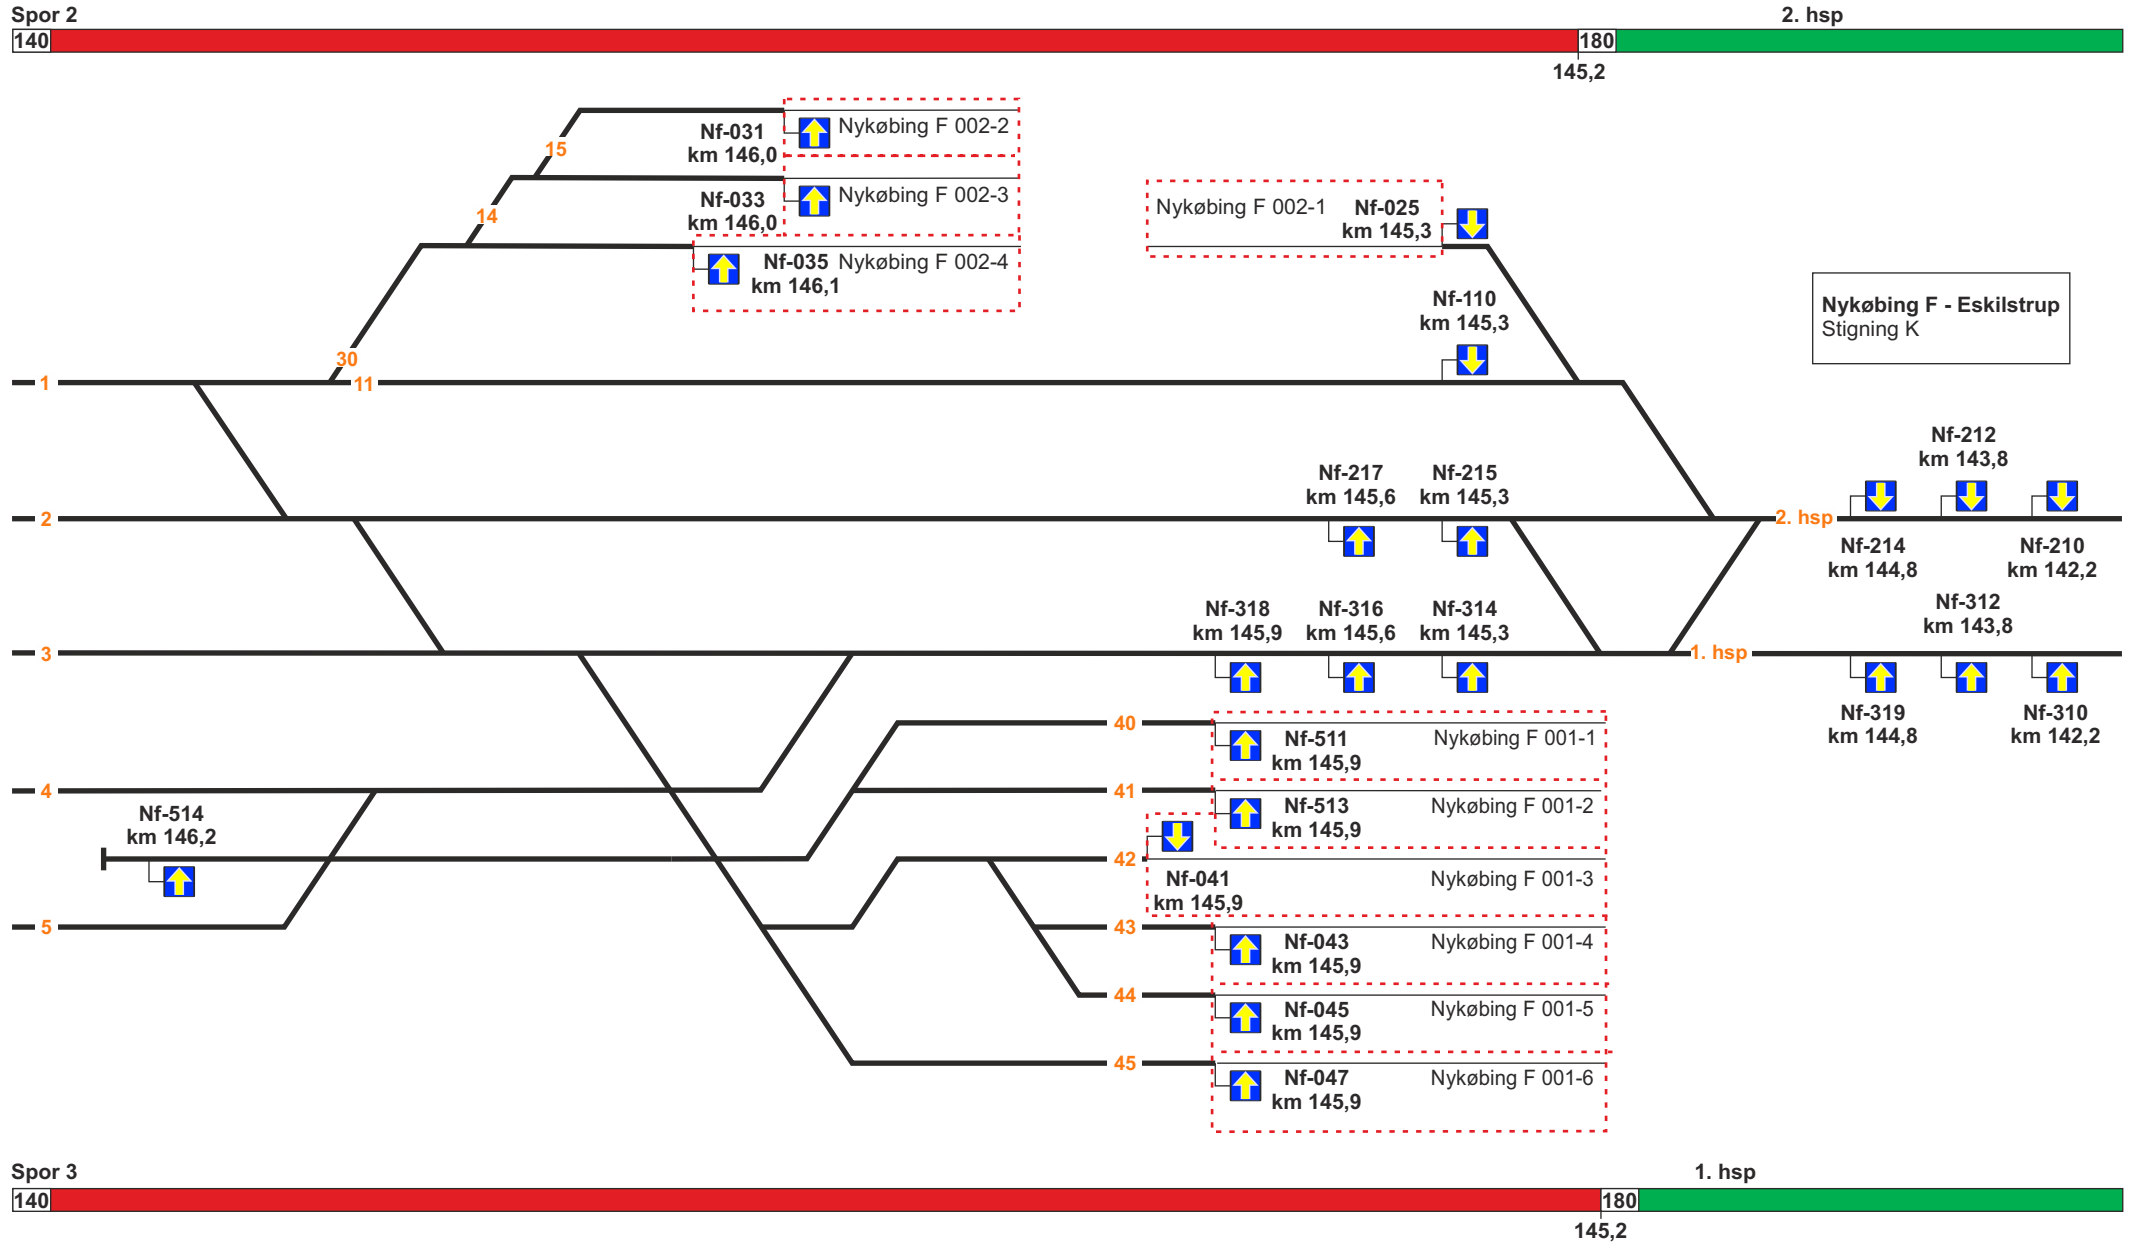 Spor 2
2. hsp
140
180
145,2
Nf-031
km 146,0
Nykøbing F 002-2
15
Nf-033
km 146,0
Nykøbing F 002-3
14
Nf-035
km 146,1
Nykøbing F 002-4
Nykøbing F 002-1
Nf-025
km 145,3
Nf-110
km 145,3
Nykøbing F - Eskilstrup
Stigning K
30
1
11
Nf-217
km 145,6
Nf-215
km 145,3
Nf-212
km 143,8
2
2. hsp
Nf-214
km 144,8
Nf-210
km 142,2
Nf-318
km 145,9
Nf-316
km 145,6
Nf-314
km 145,3
Nf-312
km 143,8
3
1. hsp
Nf-319
km 144,8
Nf-310
km 142,2
40
Nf-511
km 145,9
Nykøbing F 001-1
4
41
Nf-513
km 145,9
Nykøbing F 001-2
Nf-514
km 146,2
42
Nf-041
km 145,9
Nykøbing F 001-3
5
43
Nf-043
km 145,9
Nykøbing F 001-4
44
Nf-045
km 145,9
Nykøbing F 001-5
45
Nf-047
km 145,9
Nykøbing F 001-6
Spor 3
1. hsp
140
180
145,2